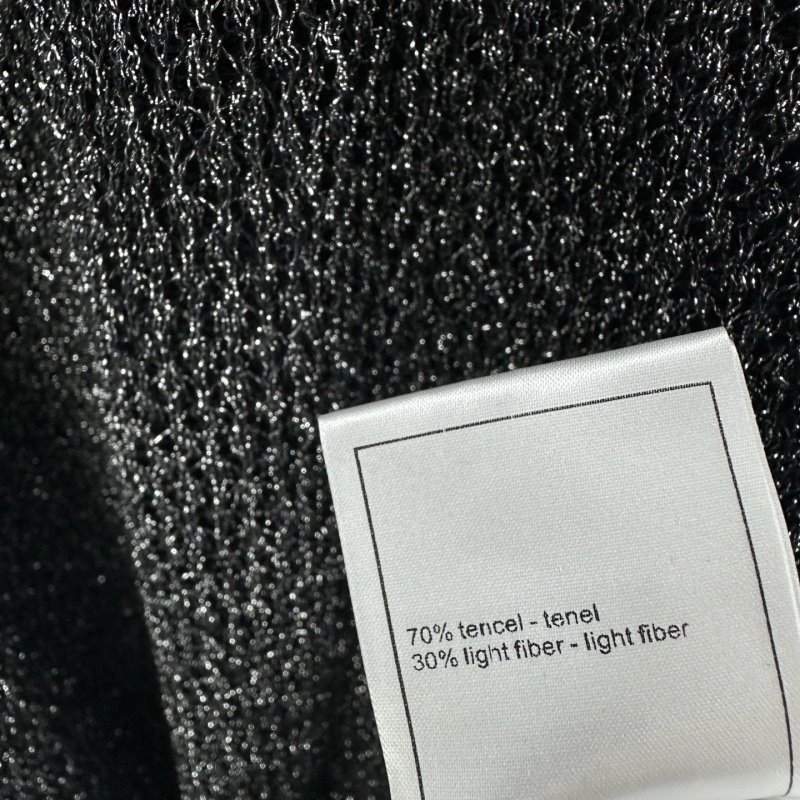 70% tencel - tenel
30% light fiber - light fiber